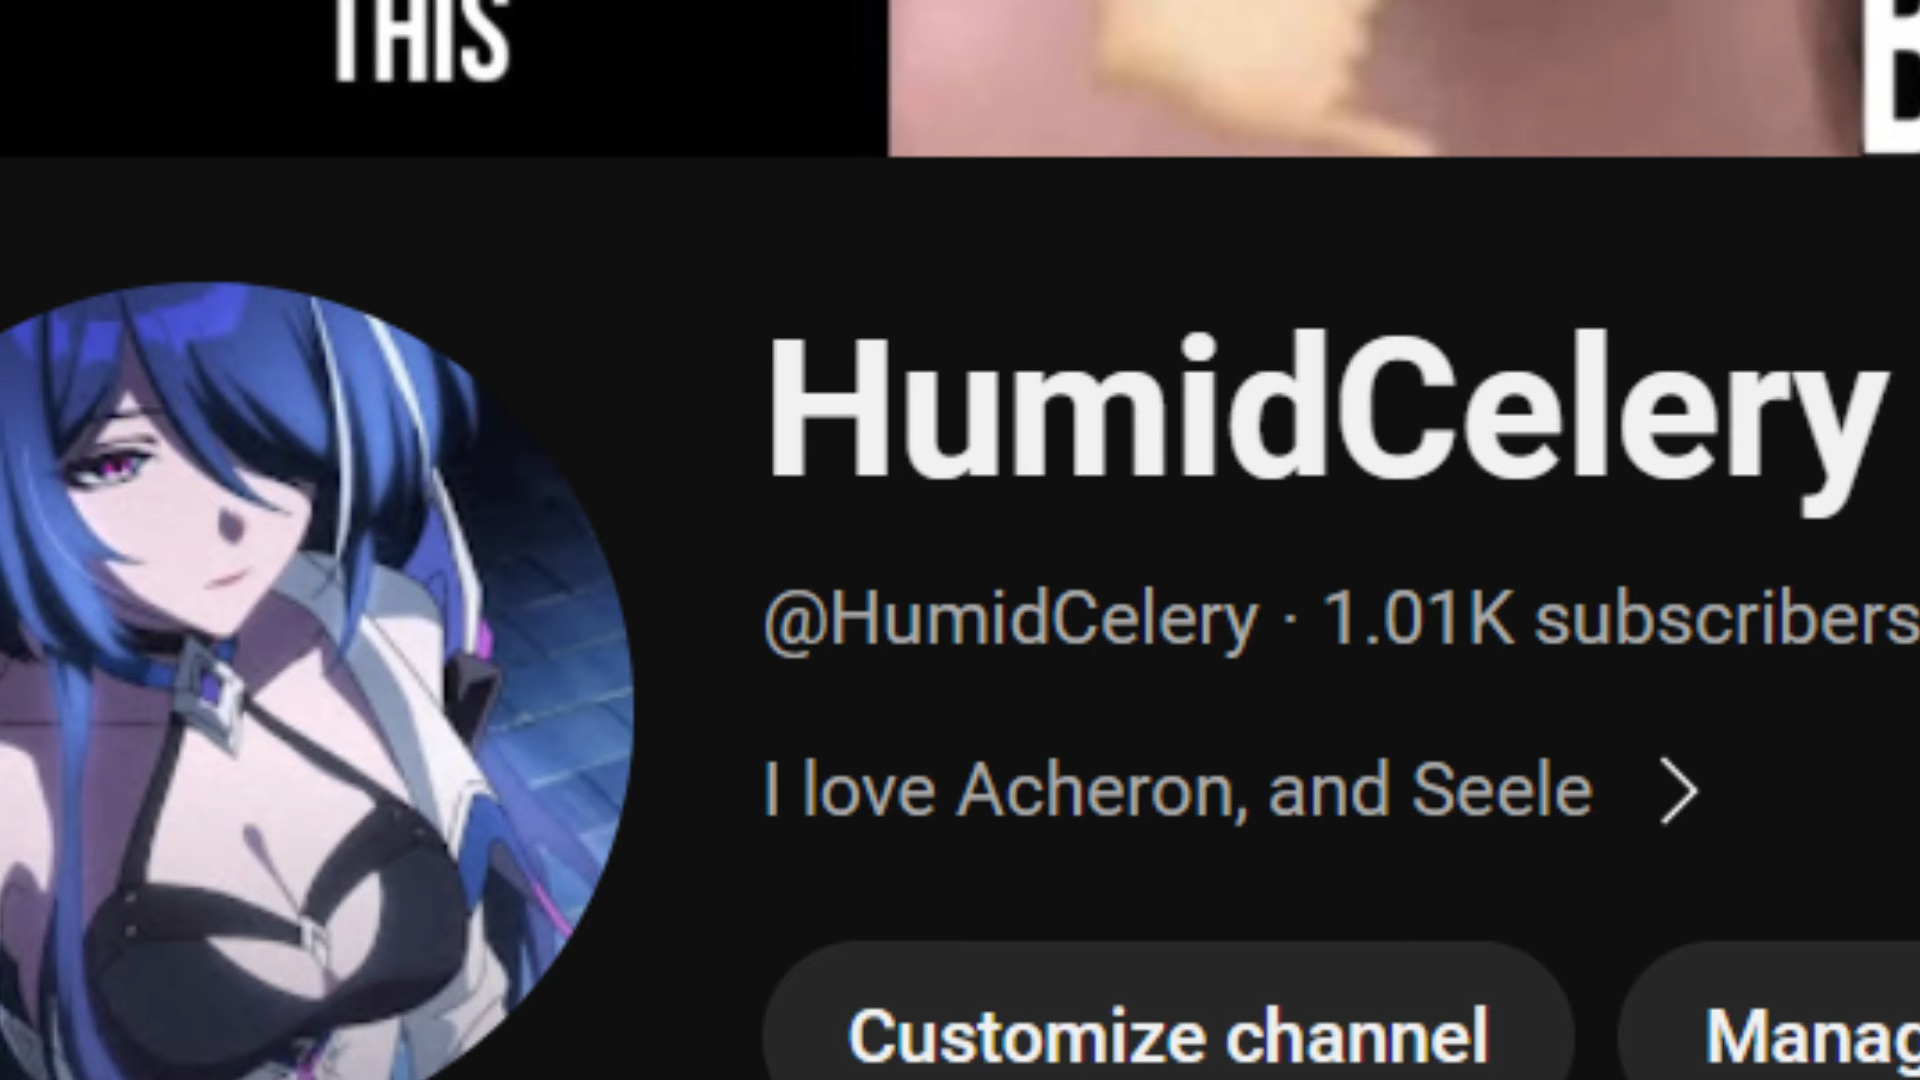 THIS
HumidCelery
@HumidCelery · 1.01K subscribers
I love Acheron, and Seele
Customize channel